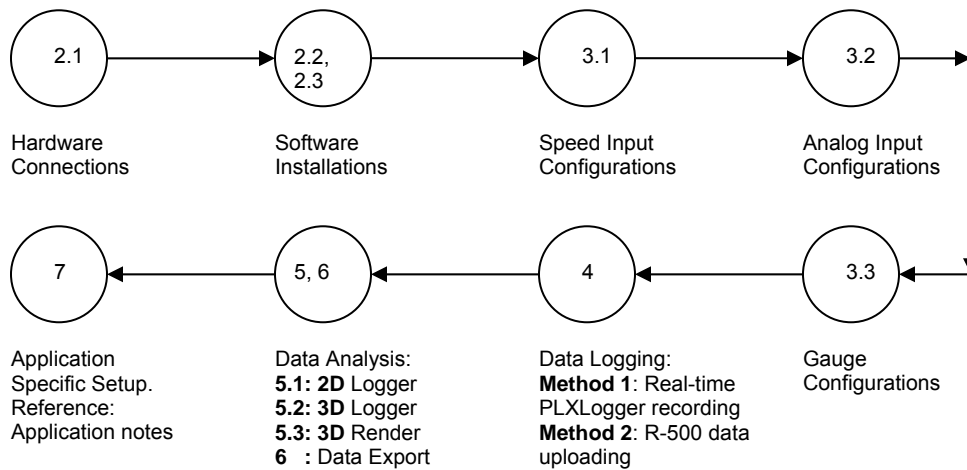 2.1
2.2,
2.3
3.1
3.2
Hardware
Connections
Software
Installations
Speed Input
Configurations
Analog Input
Configurations
7
5, 6
4
3.3
Application
Specific Setup.
Reference:
Application notes
Data Analysis:
5.1: 2D Logger
5.2: 3D Logger
5.3: 3D Render
6 : Data Export
Data Logging:
Method 1: Real-time
PLXLogger recording
Method 2: R-500 data
uploading
Gauge
Configurations